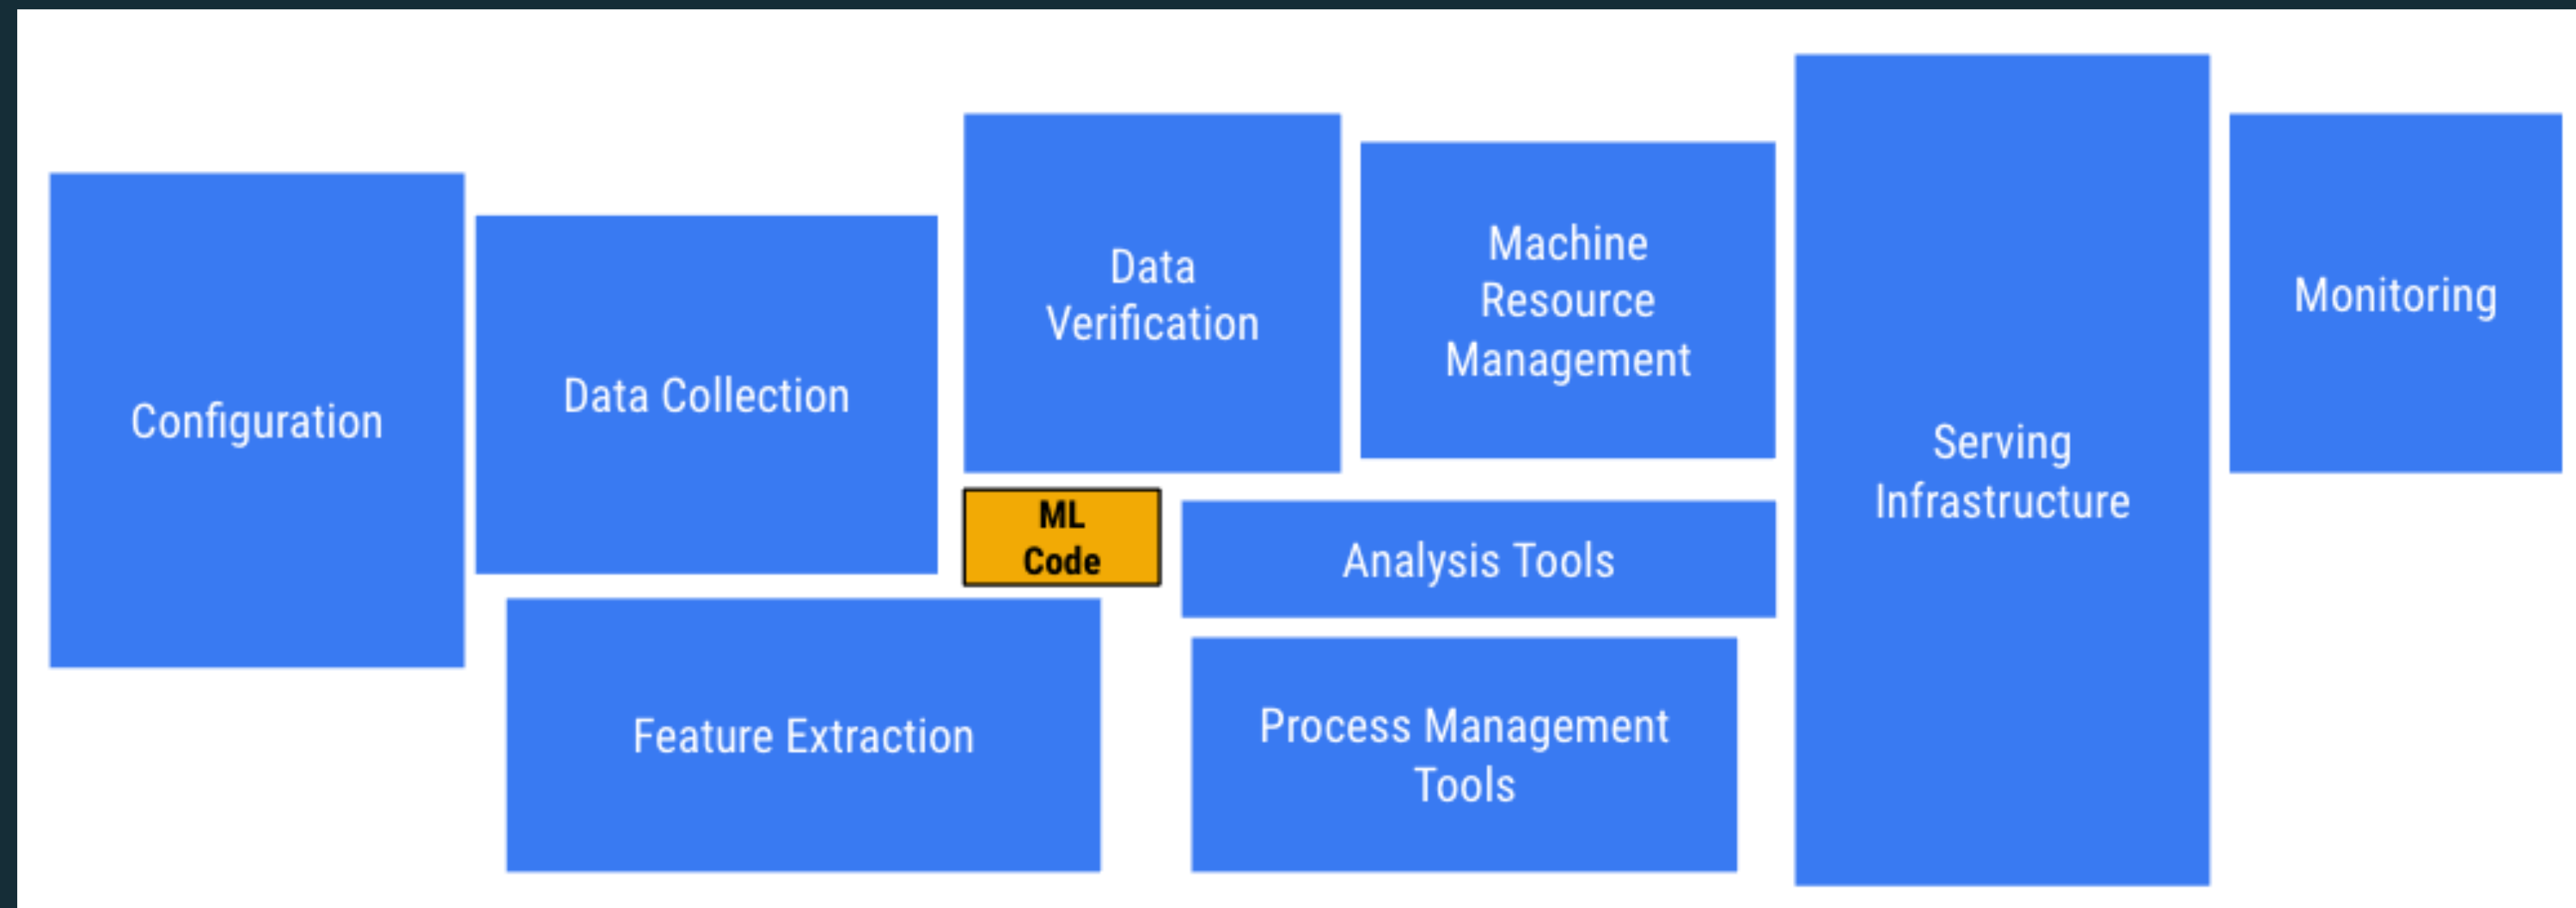 Configuration
Data Collection
Data
Verification
Machine
Resource
Management
Serving
Infrastructure
Monitoring
ML
Code
Analysis Tools
Feature Extraction
Process Management
Tools